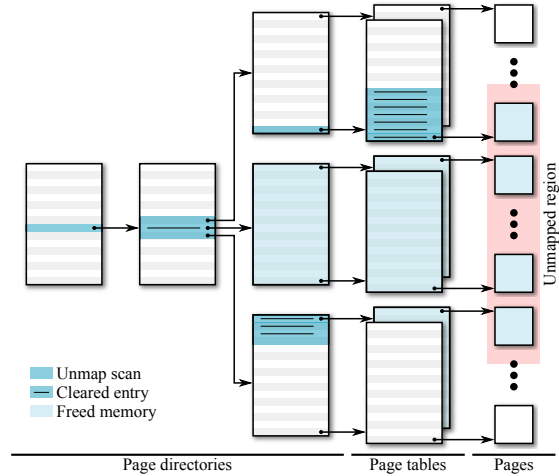 Unmapped region
Unmap scan
Cleared entry
Freed memory
Page directories
Page tables
Pages